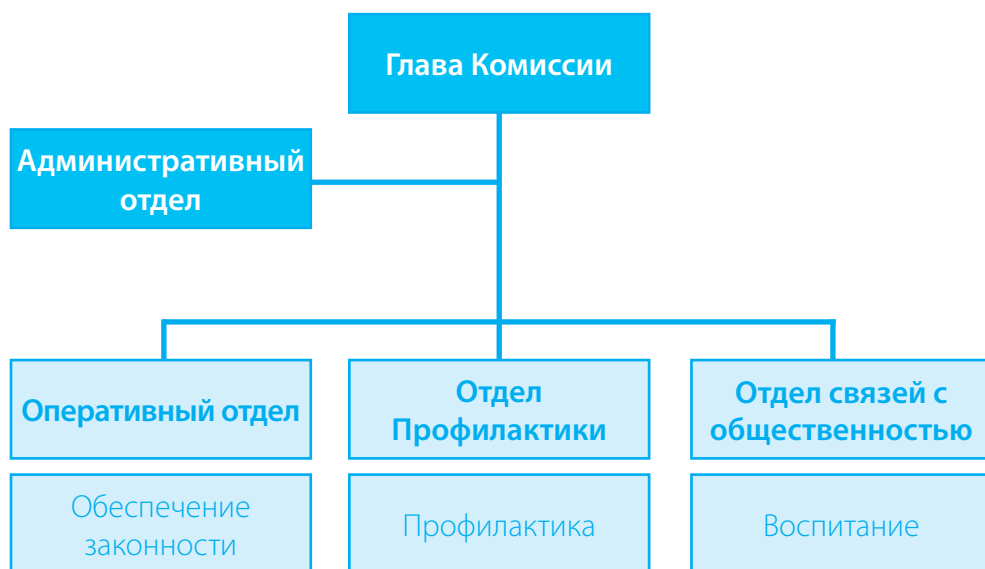 Глава Комиссии
Административный
отдел
Оперативный отдел
Отдел
Профилактики
Отдел связей с
общественностью
Обеспечение
законности
Профилактика
Воспитание